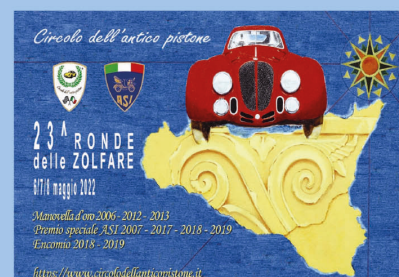 Circolo dell'antico pistone
ASI
23^ RONDE
delle ZOLFARE
6/7/8 maggio 2022
Manovella d'oro 2006 - 2012 - 2013
Premio speciale ASI 2007 - 2017 - 2018 - 2019
Encomio 2018 - 2019
https://www.circolodellanticopistone.it